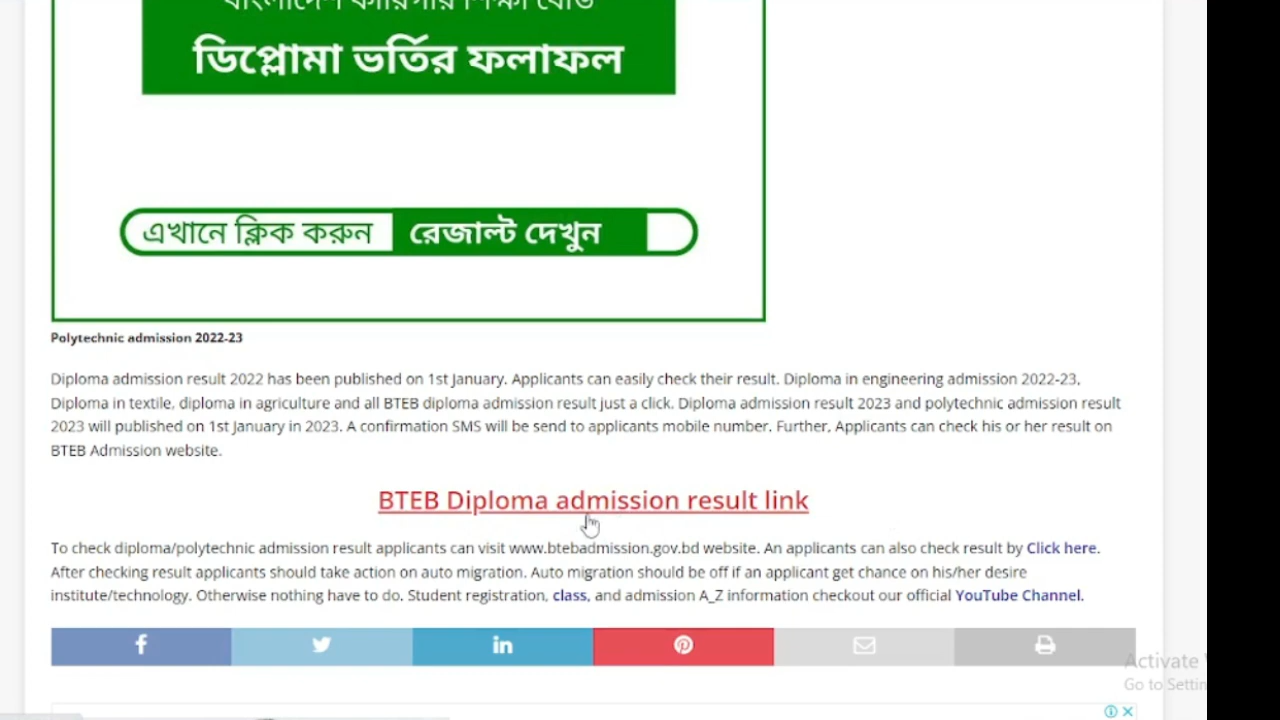 বাংলাদেশ কারিগরি শিক্ষা বোর্ড
ডিপ্লোমা ভর্তির ফলাফল
এখানে ক্লিক করুন রেজাল্ট দেখুন
Polytechnic admission 2022-23
Diploma admission result 2022 has been published on 1st January. Applicants can easily check their result. Diploma in engineering admission 2022-23,
Diploma in textile, diploma in agriculture and all BTEB diploma admission result just a click. Diploma admission result 2023 and polytechnic admission result
2023 will published on 1st January in 2023. A confirmation SMS will be send to applicants mobile number. Further, Applicants can check his or her result on
BTEB Admission website.
BTEB Diploma admission result link
To check diploma/polytechnic admission result applicants can visit www.btebadmission.gov.bd website. An applicants can also check result by Click here.
After checking result applicants should take action on auto migration. Auto migration should be off if an applicant get chance on his/her desire
institute/technology. Otherwise nothing have to do. Student registration, class, and admission A_Z information checkout our official YouTube Channel.
Activate
Go to Settin